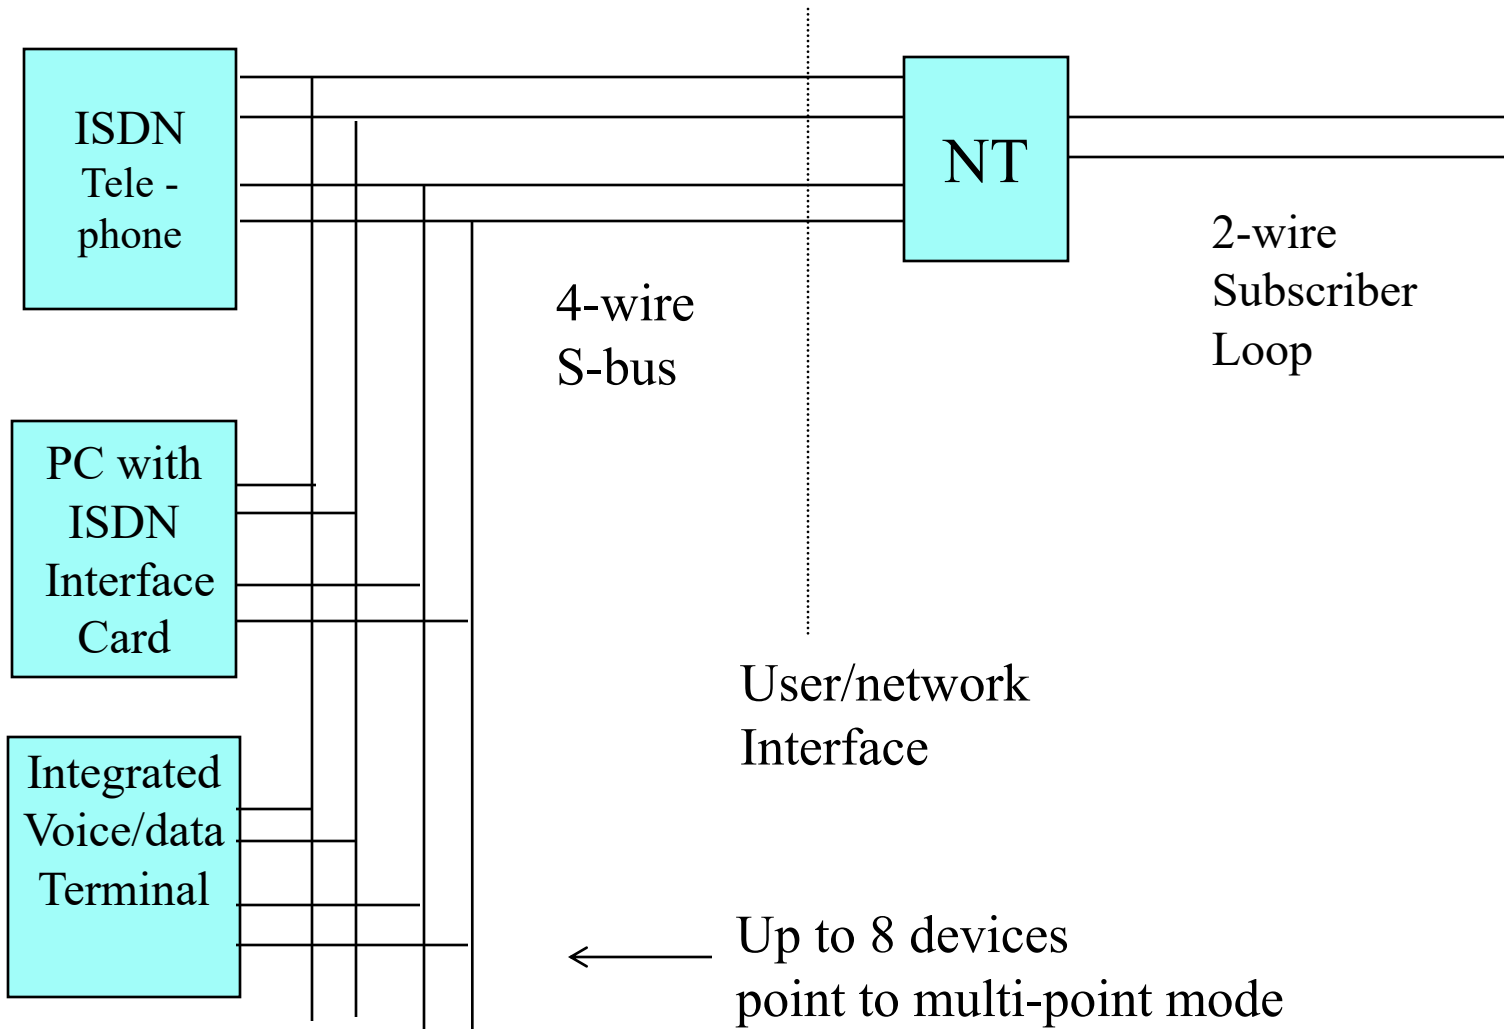 ISDN
Tele -
phone
NT
2-wire
Subscriber
Loop
4-wire
S-bus
PC with
ISDN
Interface
Card
User/network
Interface
Integrated
Voice/data
Terminal
Up to 8 devices
point to multi-point mode